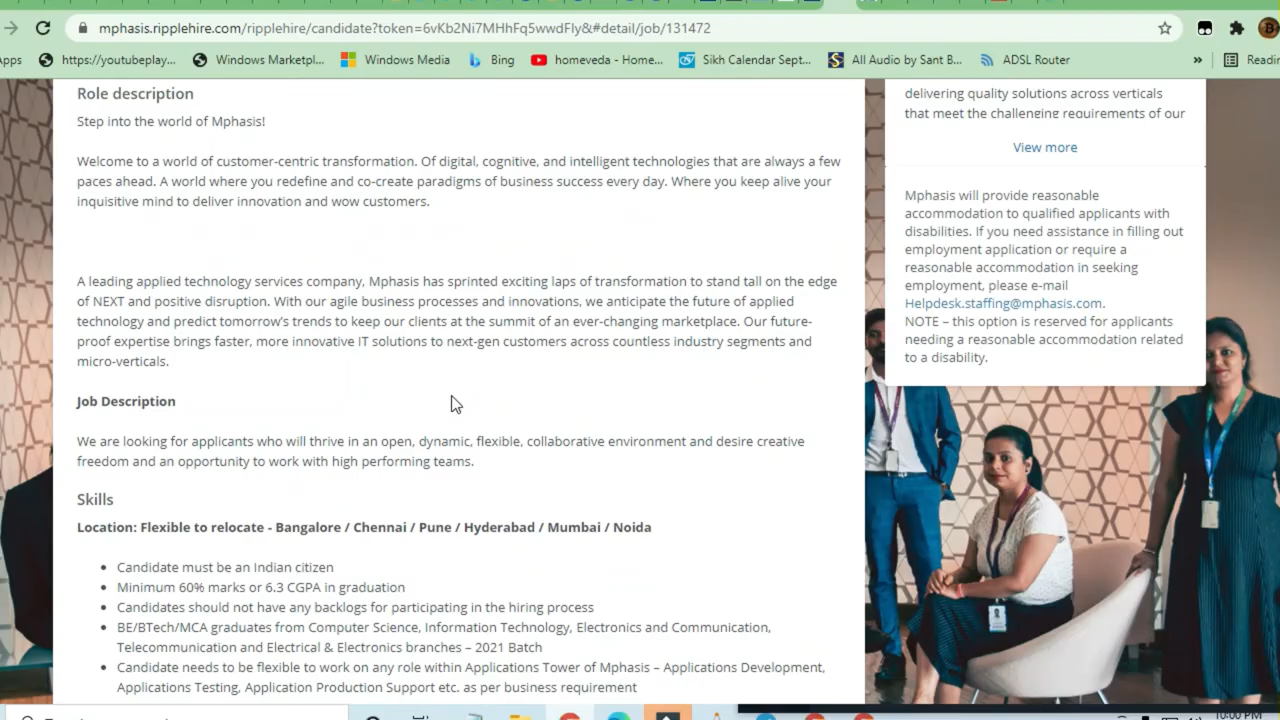 mphasis.ripplehire.com/ripplehire/candidate?token=6vKb2Ni7MHhFq5wwdFIy&#detail/job/131472
https://youtubeplay...
Windows Marketpl...
Windows Media
Bing
homeveda - Home...
Sikh Calendar Sept...
All Audio by Sant B...
ADSL Router
»
Role description
Step into the world of Mphasis!
Welcome to a world of customer-centric transformation. Of digital, cognitive, and intelligent technologies that are always a few
paces ahead. A world where you redefine and co-create paradigms of business success every day. Where you keep alive your
inquisitive mind to deliver innovation and wow customers.
A leading applied technology services company, Mphasis has sprinted exciting laps of transformation to stand tall on the edge
of NEXT and positive disruption. With our agile business processes and innovations, we anticipate the future of applied
technology and predict tomorrow's trends to keep our clients at the summit of an ever-changing marketplace. Our future-
proof expertise brings faster, more innovative IT solutions to next-gen customers across countless industry segments and
micro-verticals.
Job Description
We are looking for applicants who will thrive in an open, dynamic, flexible, collaborative environment and desire creative
freedom and an opportunity to work with high performing teams.
Skills
Location: Flexible to relocate - Bangalore / Chennai / Pune / Hyderabad / Mumbai / Noida
• Candidate must be an Indian citizen
• Minimum 60% marks or 6.3 CGPA in graduation
• Candidates should not have any backlogs for participating in the hiring process
• BE/BTech/MCA graduates from Computer Science, Information Technology, Electronics and Communication,
Telecommunication and Electrical & Electronics branches – 2021 Batch
• Candidate needs to be flexible to work on any role within Applications Tower of Mphasis – Applications Development,
Applications Testing, Application Production Support etc. as per business requirement
delivering quality solutions across verticals
that meet the challenging requirements of our
View more
Mphasis will provide reasonable
accommodation to qualified applicants with
disabilities. If you need assistance in filling out
employment application or require a
reasonable accommodation in seeking
employment, please e-mail
Helpdesk.staffing@mphasis.com.
NOTE – this option is reserved for applicants
needing a reasonable accommodation related
to a disability.
10:00 PM